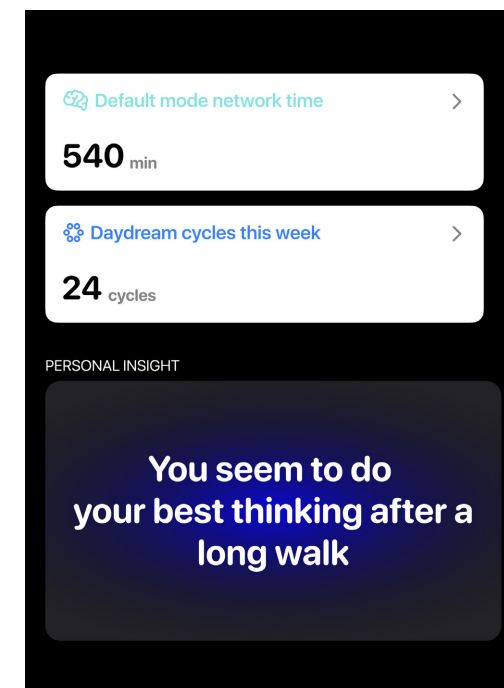 Default mode network time
540 min
Daydream cycles this week
24 cycles
PERSONAL INSIGHT
You seem to do
your best thinking after a
long walk